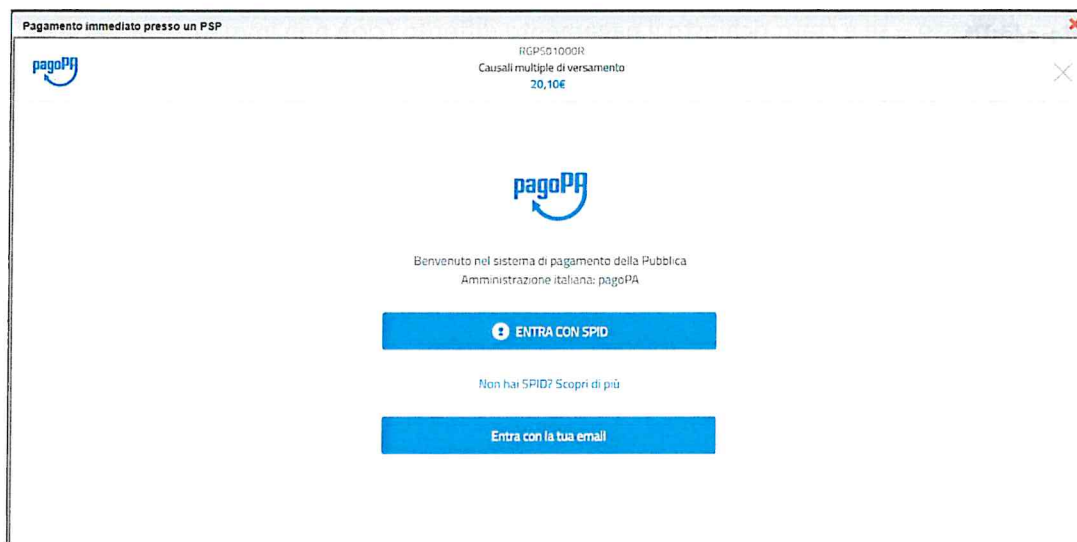 Pagamento immediato presso un PSP
pagoPA
RGPS01000R
Causali multiple di versamento
20,10€
pagoPA
Benvenuto nel sistema di pagamento della Pubblica
Amministrazione italiana: pagoPA
ENTRA CON SPID
Non hai SPID? Scopri di più
Entra con la tua email